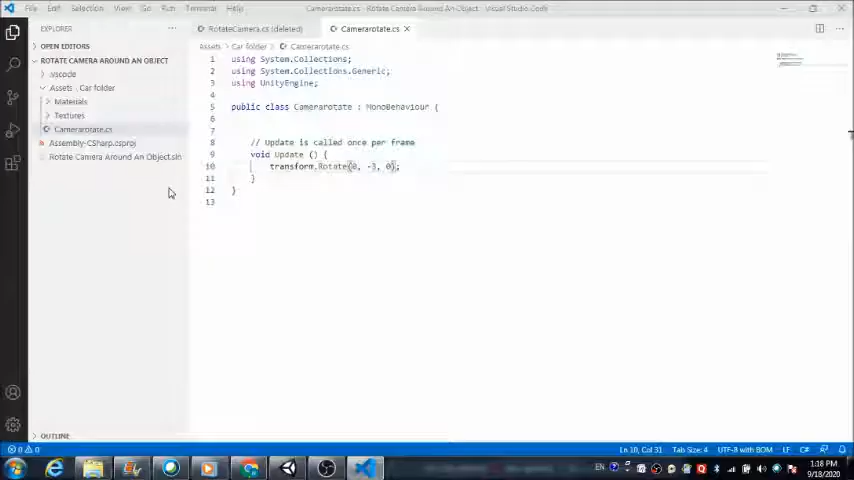 File Edit Selection View Go Run Terminal Help
Camerarotate.cs - Rotate Camera Around An Object - Visual Studio Code
EXPLORER
RotateCamera.cs (deleted)
Camerarotate.cs
OPEN EDITORS
ROTATE CAMERA AROUND AN OBJECT
.vscode
Assets \ Car folder
Materials
Textures
Camerarotate.cs
Assembly-CSharp.csproj
Rotate Camera Around An Object.sln
OUTLINE
Assets > Car folder > Camerarotate.cs
1 using System.Collections;
2 using System.Collections.Generic;
3 using UnityEngine;
4
5 public class Camerarotate : MonoBehaviour {
6
7
8 // Update is called once per frame
9 void Update () {
10 transform.Rotate(0, -3, 0);
11 }
12 }
13
0 0
Ln 10, Col 31 Tab Size: 4 UTF-8 with BOM LF C#
EN
1:18 PM
9/18/2020